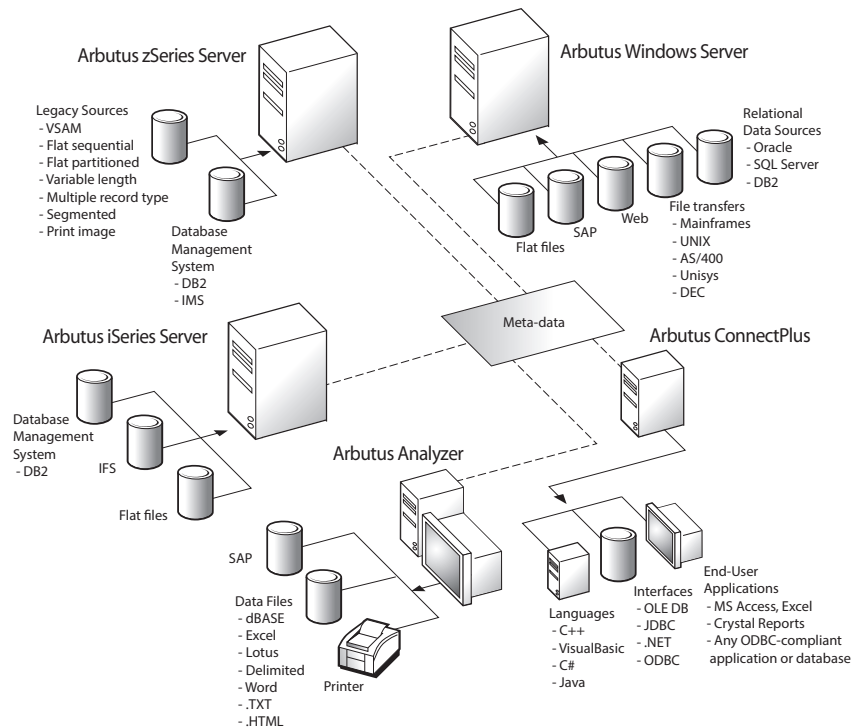 Arbutus zSeries Server
Legacy Sources
- VSAM
- Flat sequential
- Flat partitioned
- Variable length
- Multiple record type
- Segmented
- Print image
Database
Management
System
- DB2
- IMS
Arbutus Windows Server
Relational
Data Sources
- Oracle
- SQL Server
- DB2
Flat files
SAP
Web
File transfers
- Mainframes
- UNIX
- AS/400
- Unisys
- DEC
Meta-data
Arbutus iSeries Server
Database
Management
System
- DB2
IFS
Flat files
Arbutus ConnectPlus
Arbutus Analyzer
SAP
Data Files
- dBASE
- Excel
- Lotus
- Delimited
- Word
- .TXT
- .HTML
Printer
Languages
- C++
- VisualBasic
- C#
- Java
Interfaces
- OLE DB
- JDBC
- .NET
- ODBC
End-User
Applications
- MS Access, Excel
- Crystal Reports
- Any ODBC-compliant
application or database